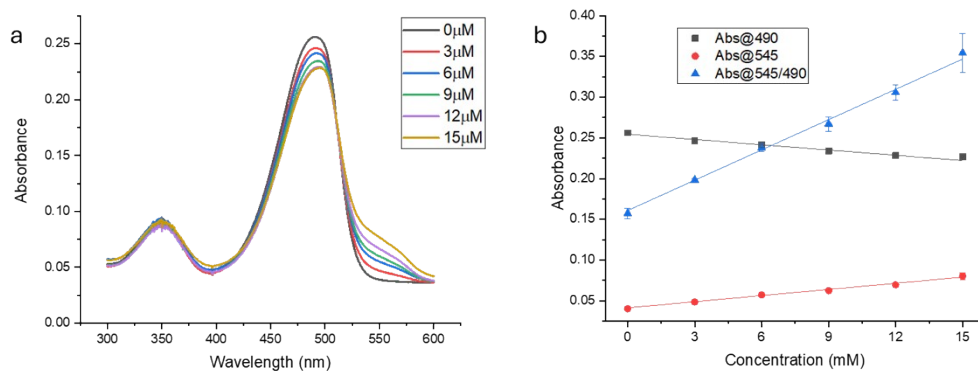 a
Absorbance
0.25
0.20
0.15
0.10
0.05
0.00
300
350
400
450
500
550
600
Wavelength (nm)
0μM
3μM
6μM
9μM
12μM
15μM
b
Absorbance
0.40
0.35
0.30
0.25
0.20
0.15
0.10
0.05
0
3
6
9
12
15
Concentration (mM)
Abs@490
Abs@545
Abs@545/490